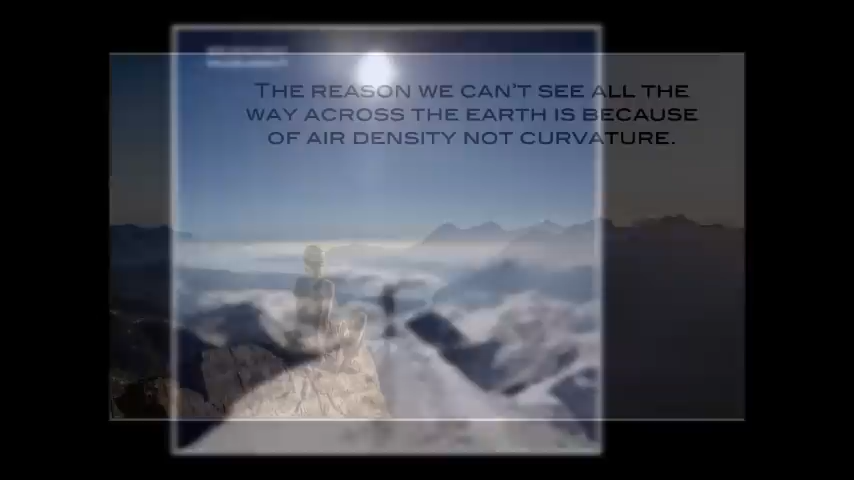 THE REASON WE CAN'T SEE ALL THE
WAY ACROSS THE EARTH IS BECAUSE
OF AIR DENSITY NOT CURVATURE.